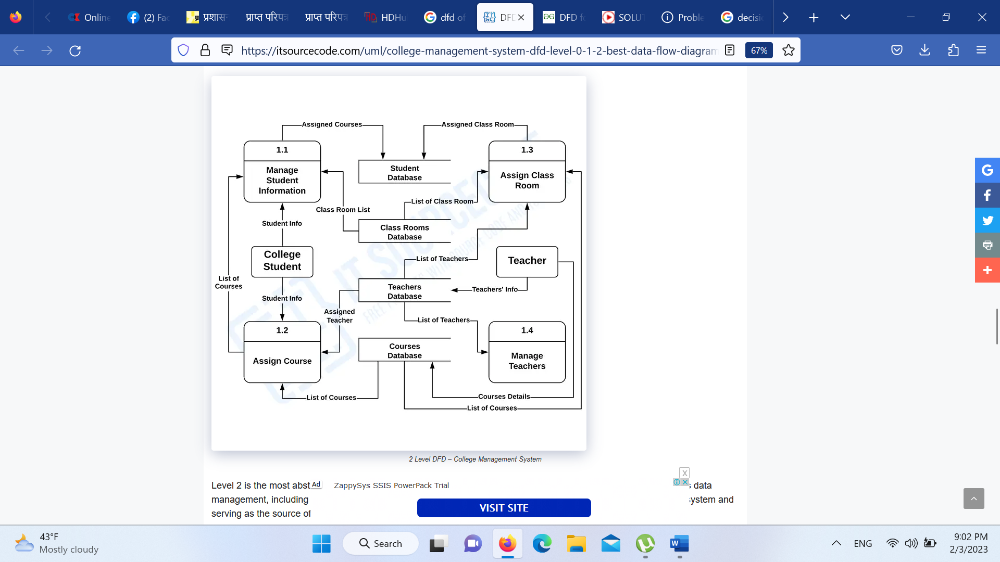 Online
(2) Fac
प्रशासन
प्राप्त परिपत्र
प्राप्त परिपत्र
HDHu
dfd of
DFD
DFD fo
SOLUT
Proble
decisio
https://itsourcecode.com/uml/college-management-system-dfd-level-0-1-2-best-data-flow-diagram
67%
Assigned Courses
Assigned Class Room
1.1
Manage
Student
Information
Student
Database
1.3
Assign Class
Room
List of Class Room
Class Room List
Student Info
Class Rooms
Database
College
Student
List of Teachers
Teacher
List of
Courses
Teachers
Database
Teachers' Info
Student Info
Assigned
Teacher
List of Teachers
1.2
Assign Course
Courses
Database
1.4
Manage
Teachers
List of Courses
Courses Details
List of Courses
IT SOURCECODE
2 Level DFD – College Management System
Level 2 is the most abst
Ad
ZappySys SSIS PowerPack Trial
X
s data
management, including
system and
serving as the source of
VISIT SITE
43°F
Mostly cloudy
Search
ENG
9:02 PM
2/3/2023